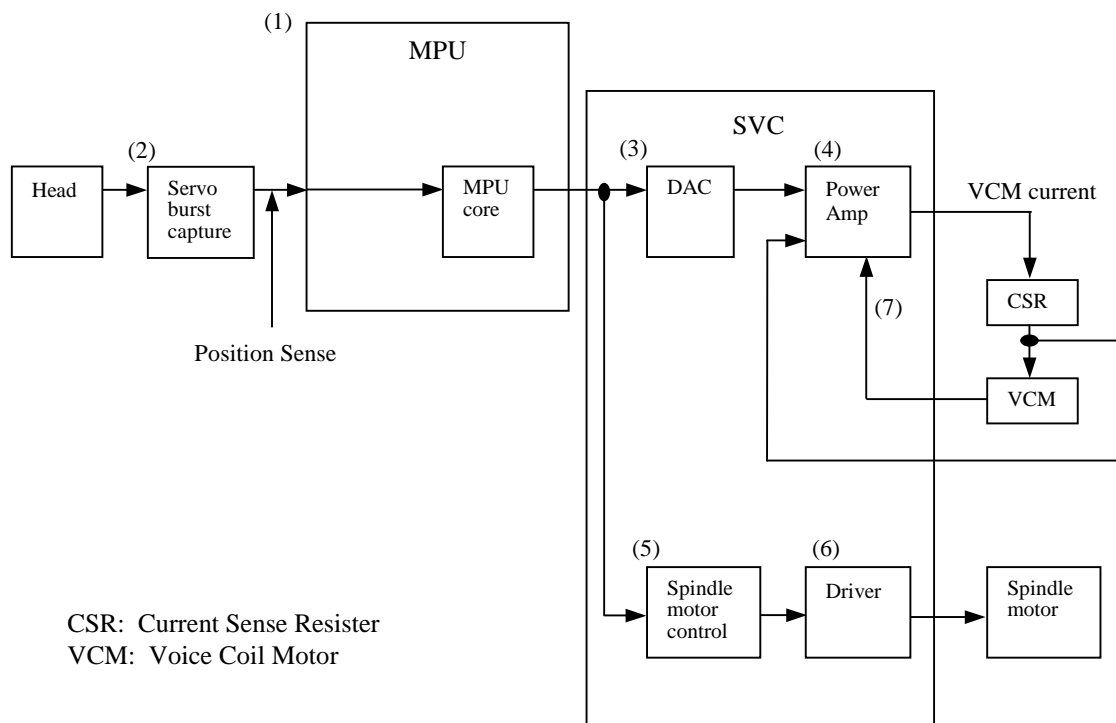 (1)
MPU
SVC
(2)
(3)
(4)
Head
Servo
burst
capture
MPU
core
DAC
Power
Amp
VCM current
(7)
CSR
Position Sense
VCM
(5)
(6)
Spindle
motor
control
Driver
Spindle
motor
CSR: Current Sense Resister
VCM: Voice Coil Motor